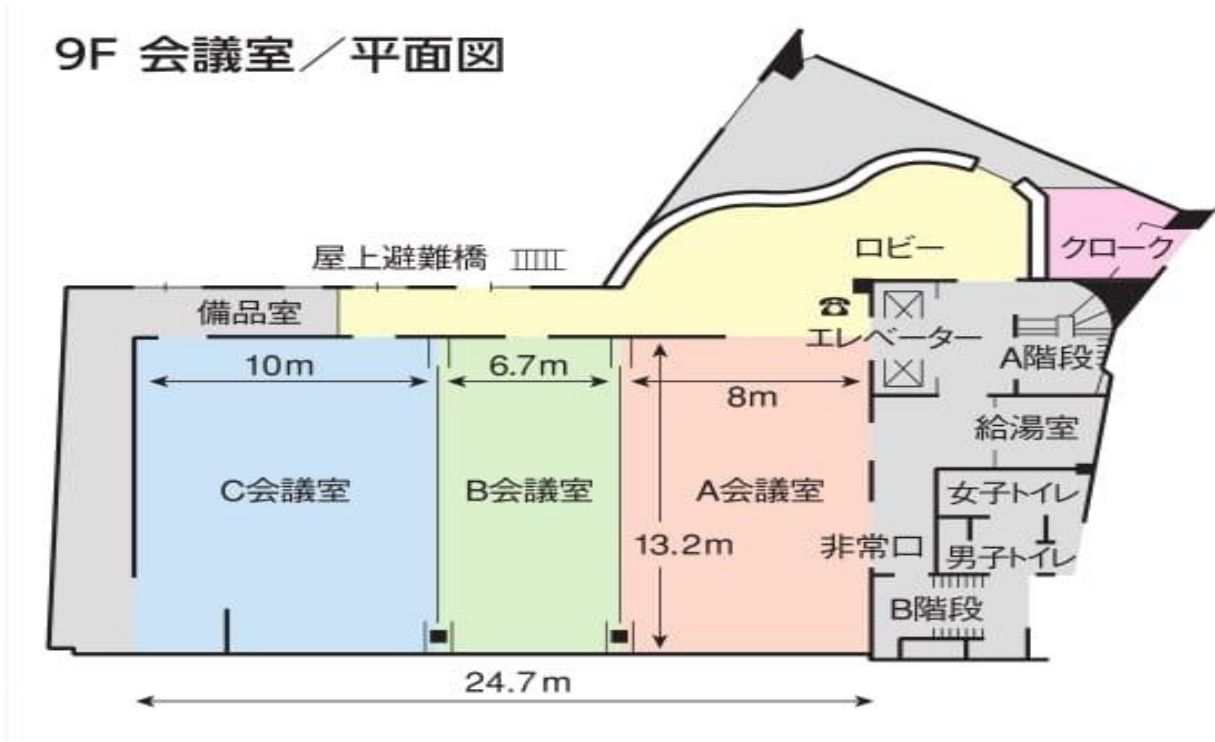 9F 会議室／平面図
屋上避難橋
ロビー
クローク
備品室
エレベーター
A階段
10m
6.7m
8m
給湯室
C会議室
B会議室
A会議室
女子トイレ
13.2m
非常口
男子トイレ
B階段
24.7m